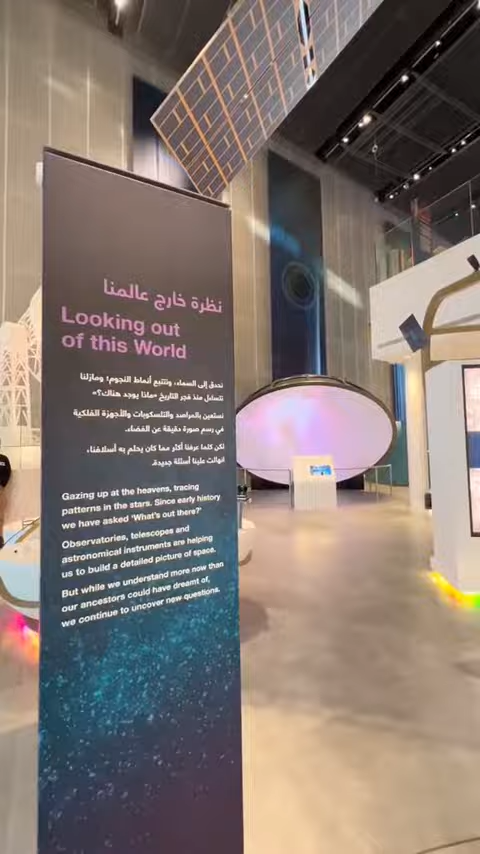 نظرة خارج عالمنا
Looking out
of this World
نحدق إلى السماء، ونتتبع أنماط النجوم؛ ومازلنا
نتساءل منذ فجر التاريخ «ماذا يوجد هناك؟»
نستعين بالمراصد والتلسكوبات والأجهزة الفلكية
في رسم صورة دقيقة عن الفضاء.
لكن كلما عرفنا أكثر مما كان يحلم به أسلافنا،
انهالت علينا أسئلة جديدة.
Gazing up at the heavens, tracing
patterns in the stars. Since early history
we have asked ‘What’s out there?’
Observatories, telescopes and
astronomical instruments are helping
us to build a detailed picture of space.
But while we understand more now than
our ancestors could have dreamt of,
we continue to uncover new questions.